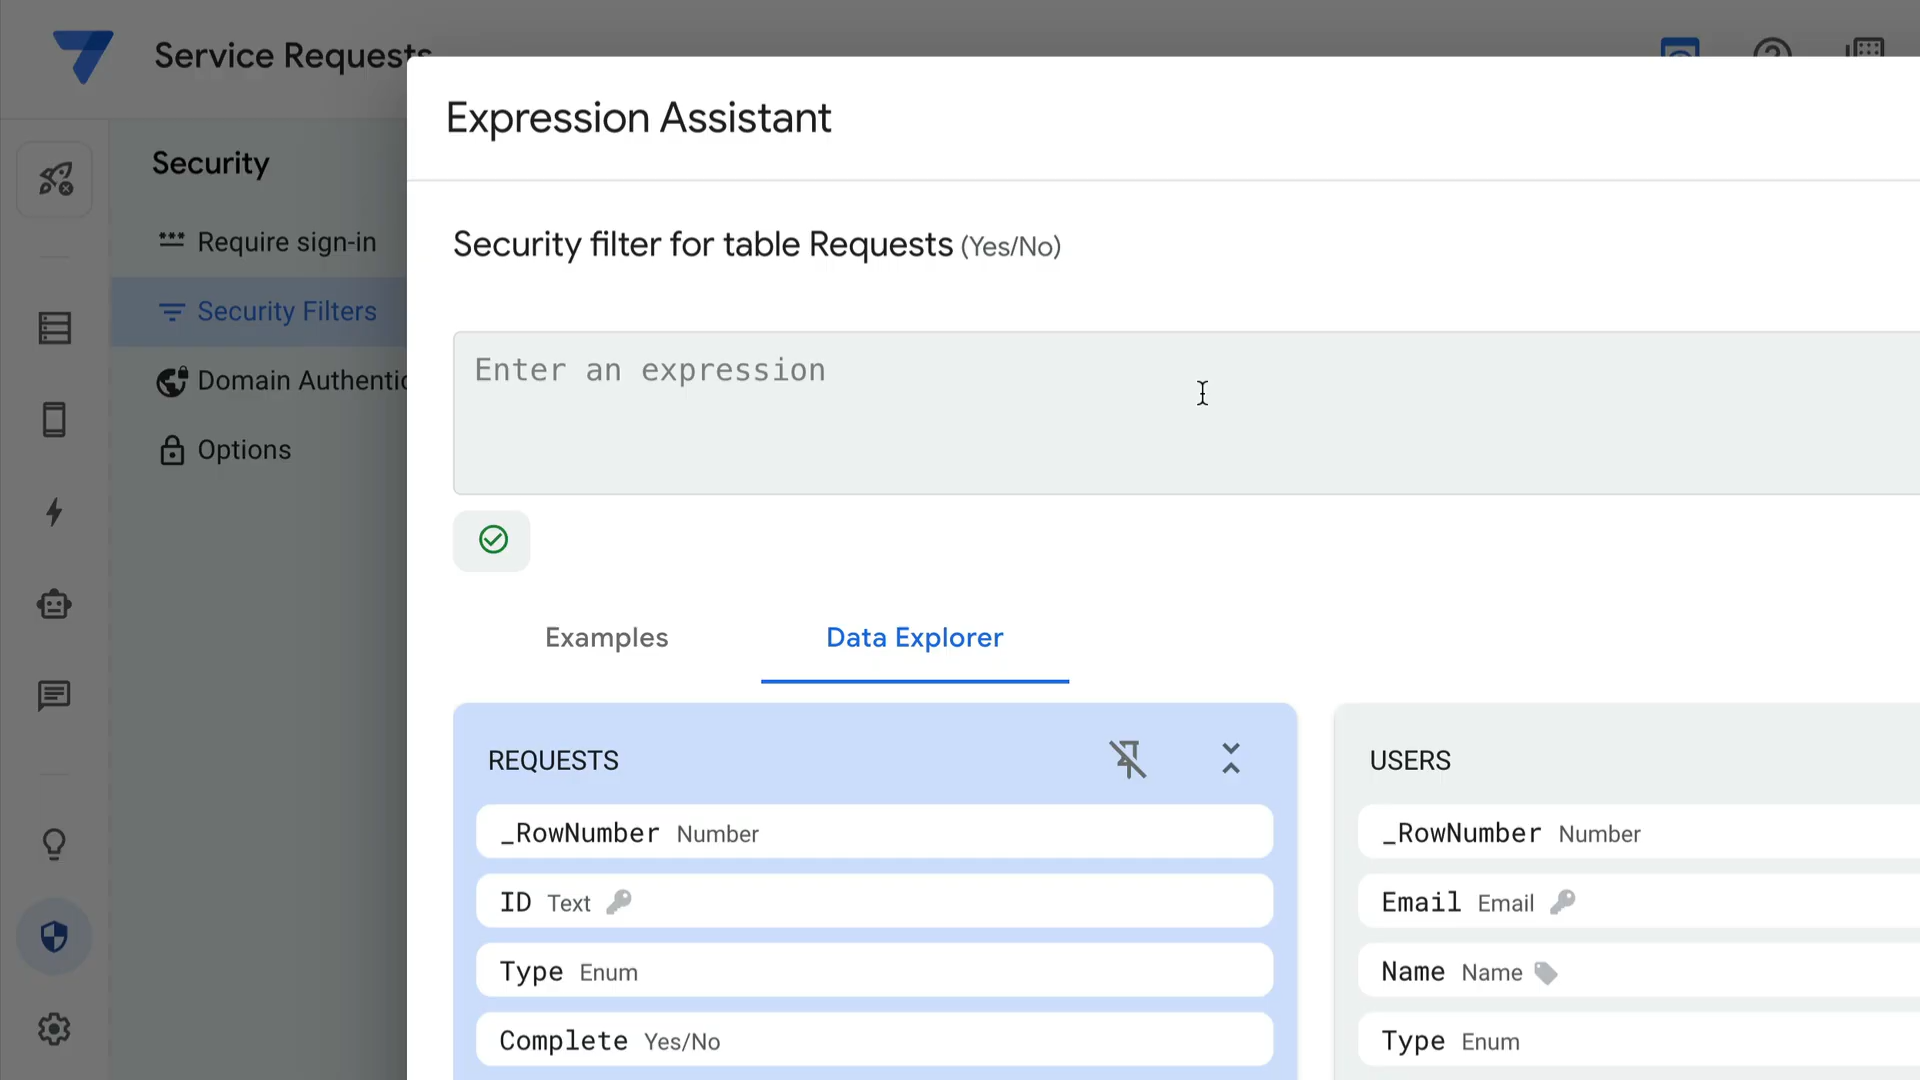 Service Requests
Expression Assistant
Security
Require sign-in
Security Filters
Domain Authentic
Options
Security filter for table Requests (Yes/No)
Enter an expression
Examples
Data Explorer
REQUESTS
_RowNumber Number
ID Text
Type Enum
Complete Yes/No
USERS
_RowNumber Number
Email Email
Name Name
Type Enum